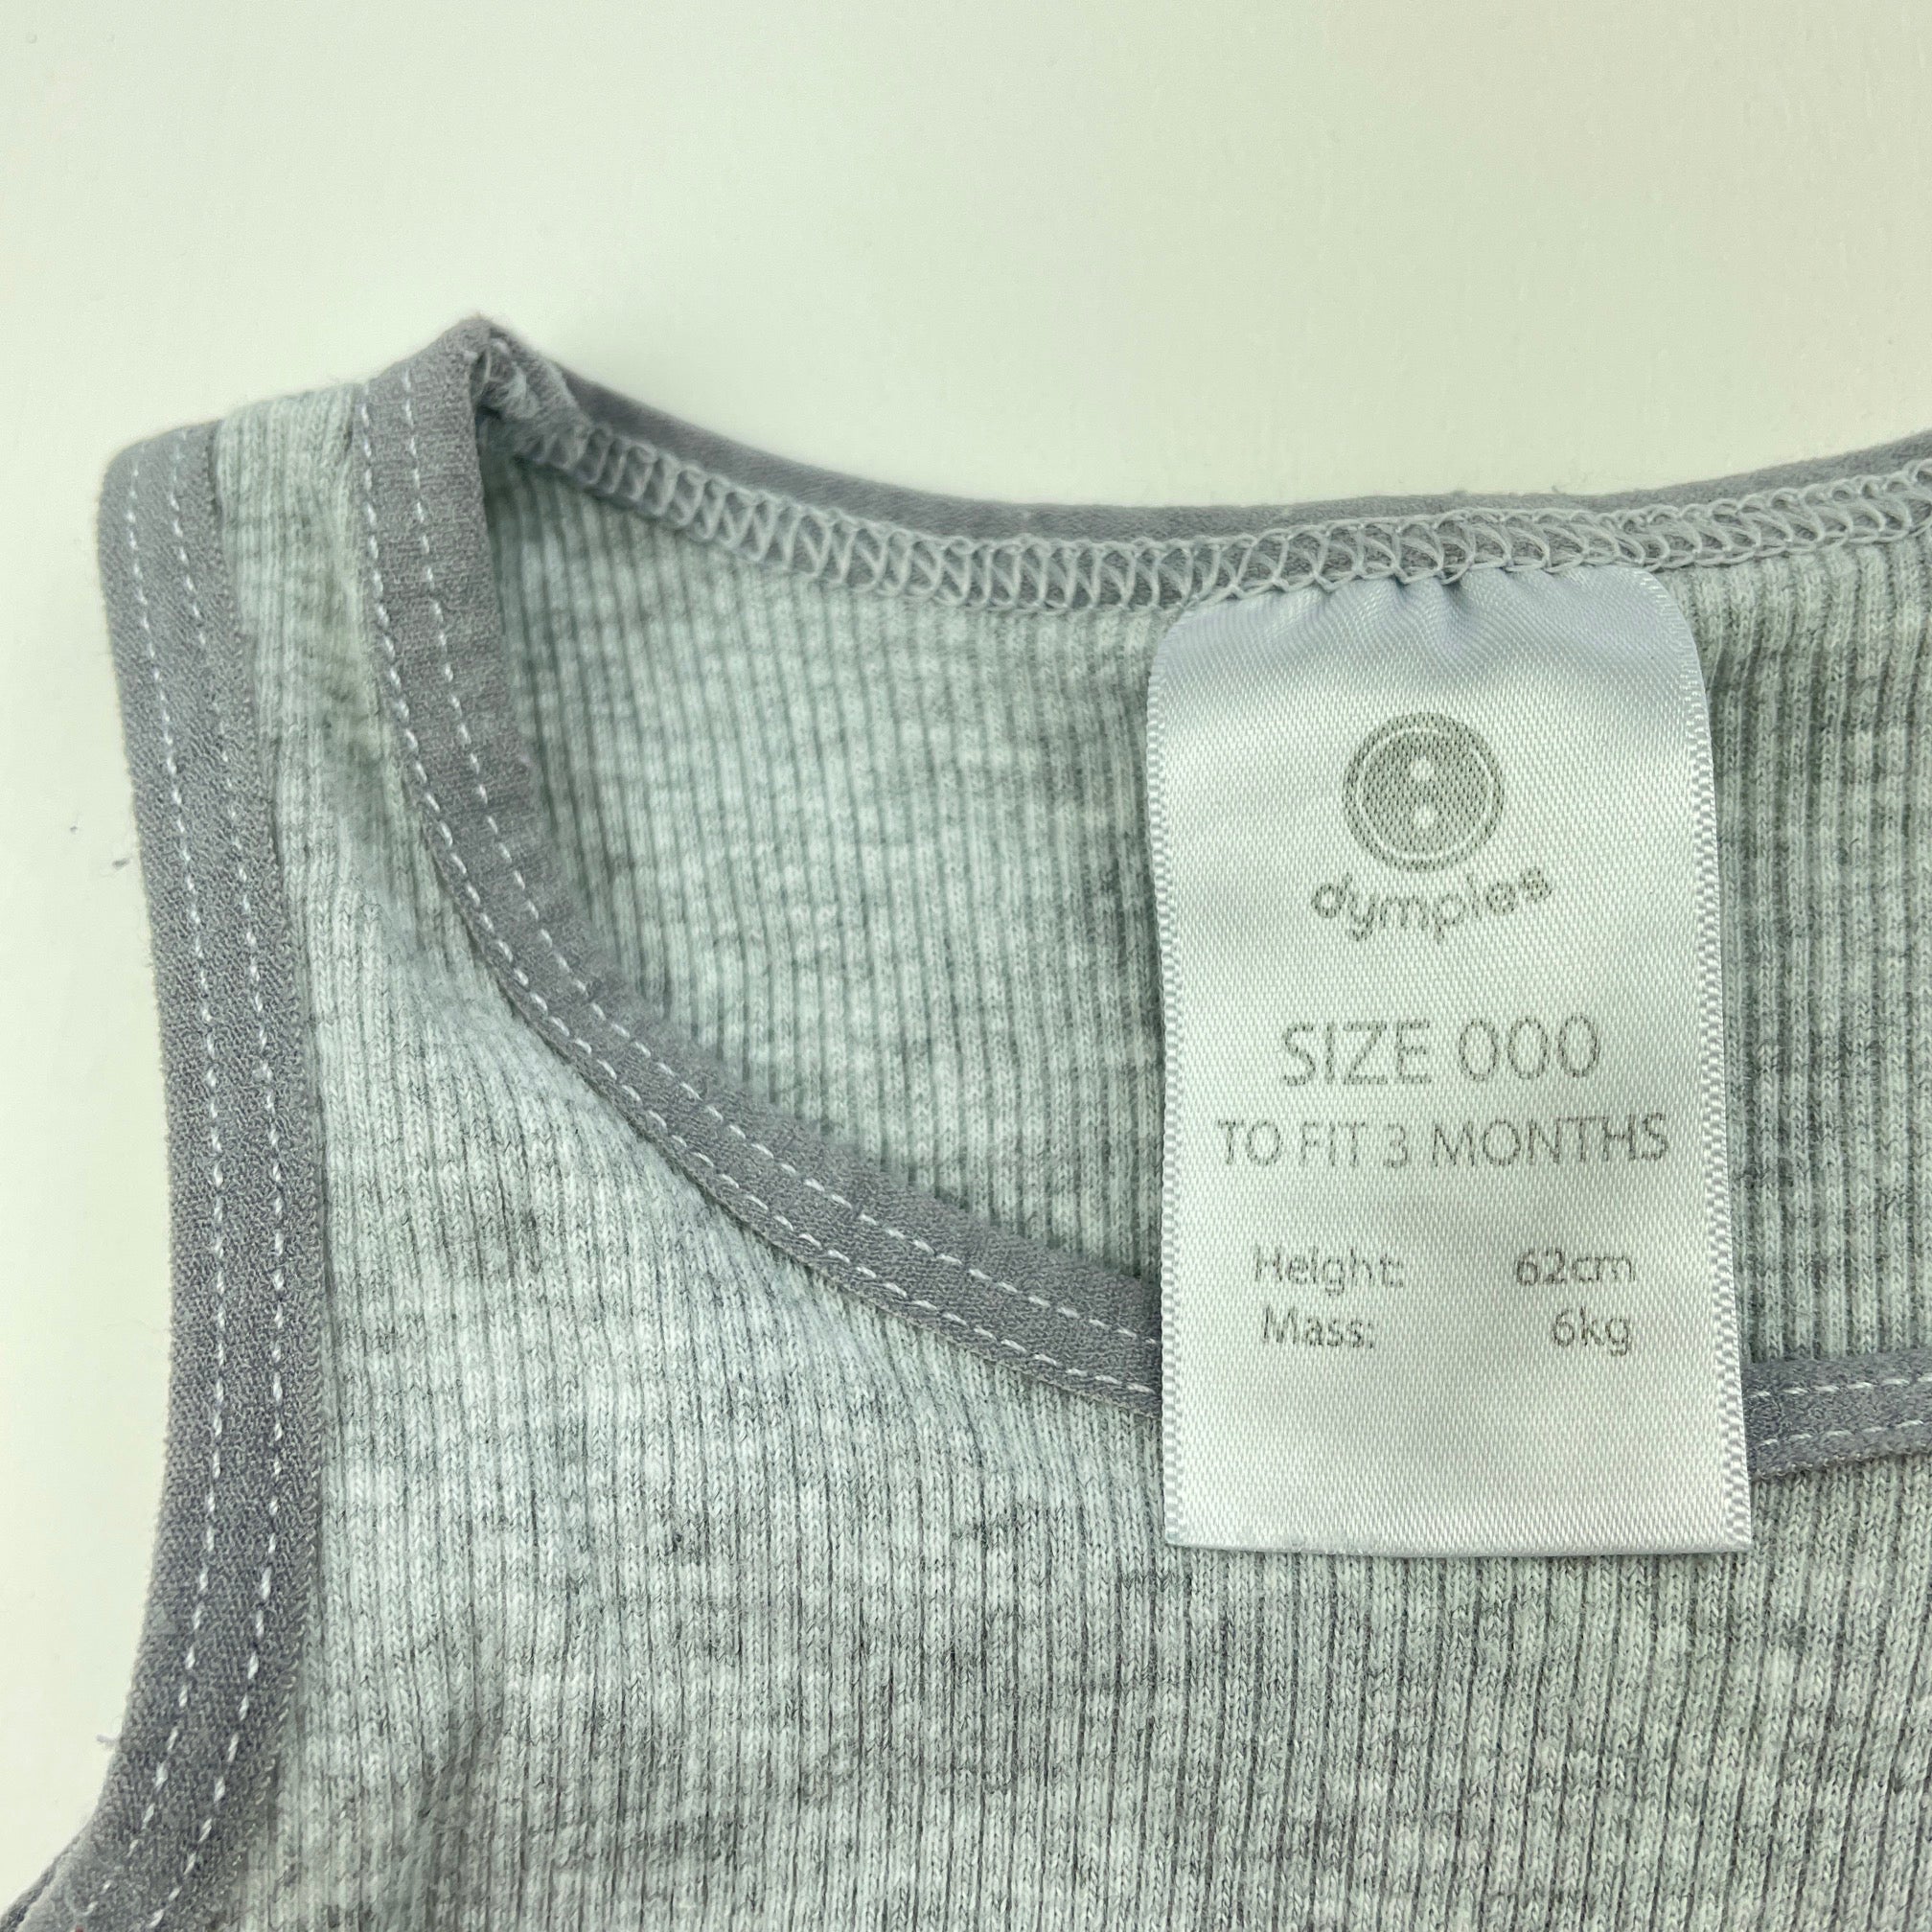 dymples
SIZE 000
TO FIT 3 MONTHS
Height: 62cm
Mass: 6kg